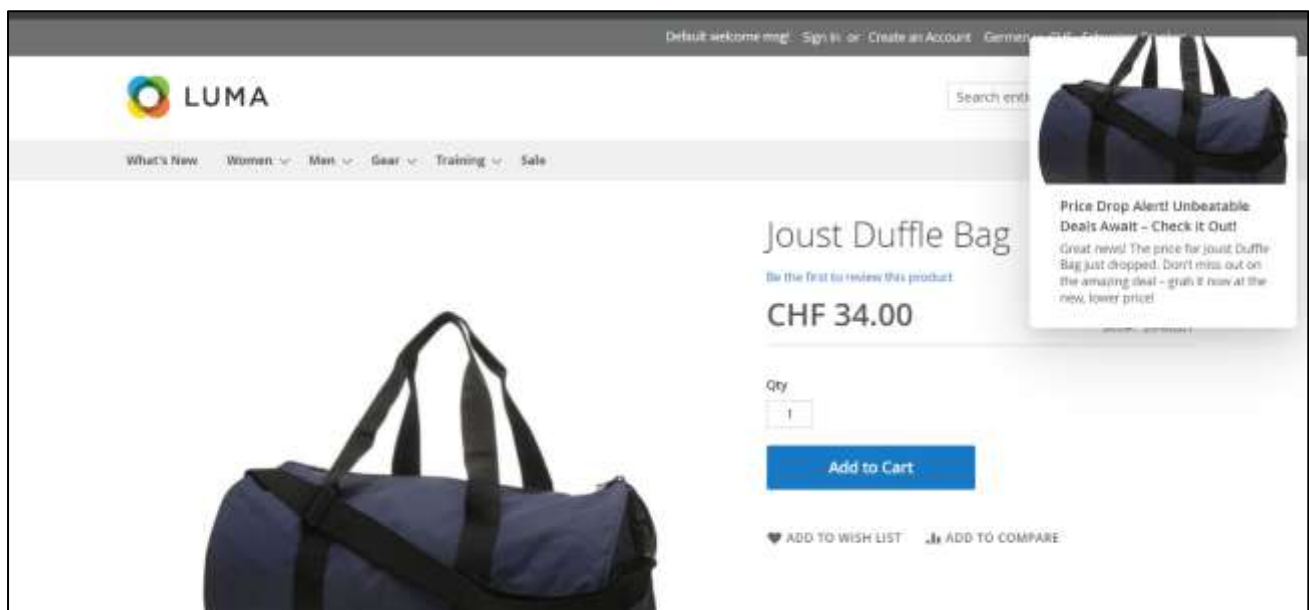 Default welcome msg! Sign In or Create an Account German
LUMA
Search enti
What's New Women Men Gear Training Sale
Price Drop Alert! Unbeatable
Deals Await – Check It Out!
Great news! The price for Joust Duffle
Bag just dropped. Don't miss out on
the amazing deal – grab it now at the
new, lower price!
Joust Duffle Bag
Be the first to review this product
CHF 34.00
Qty
1
Add to Cart
ADD TO WISH LIST ADD TO COMPARE